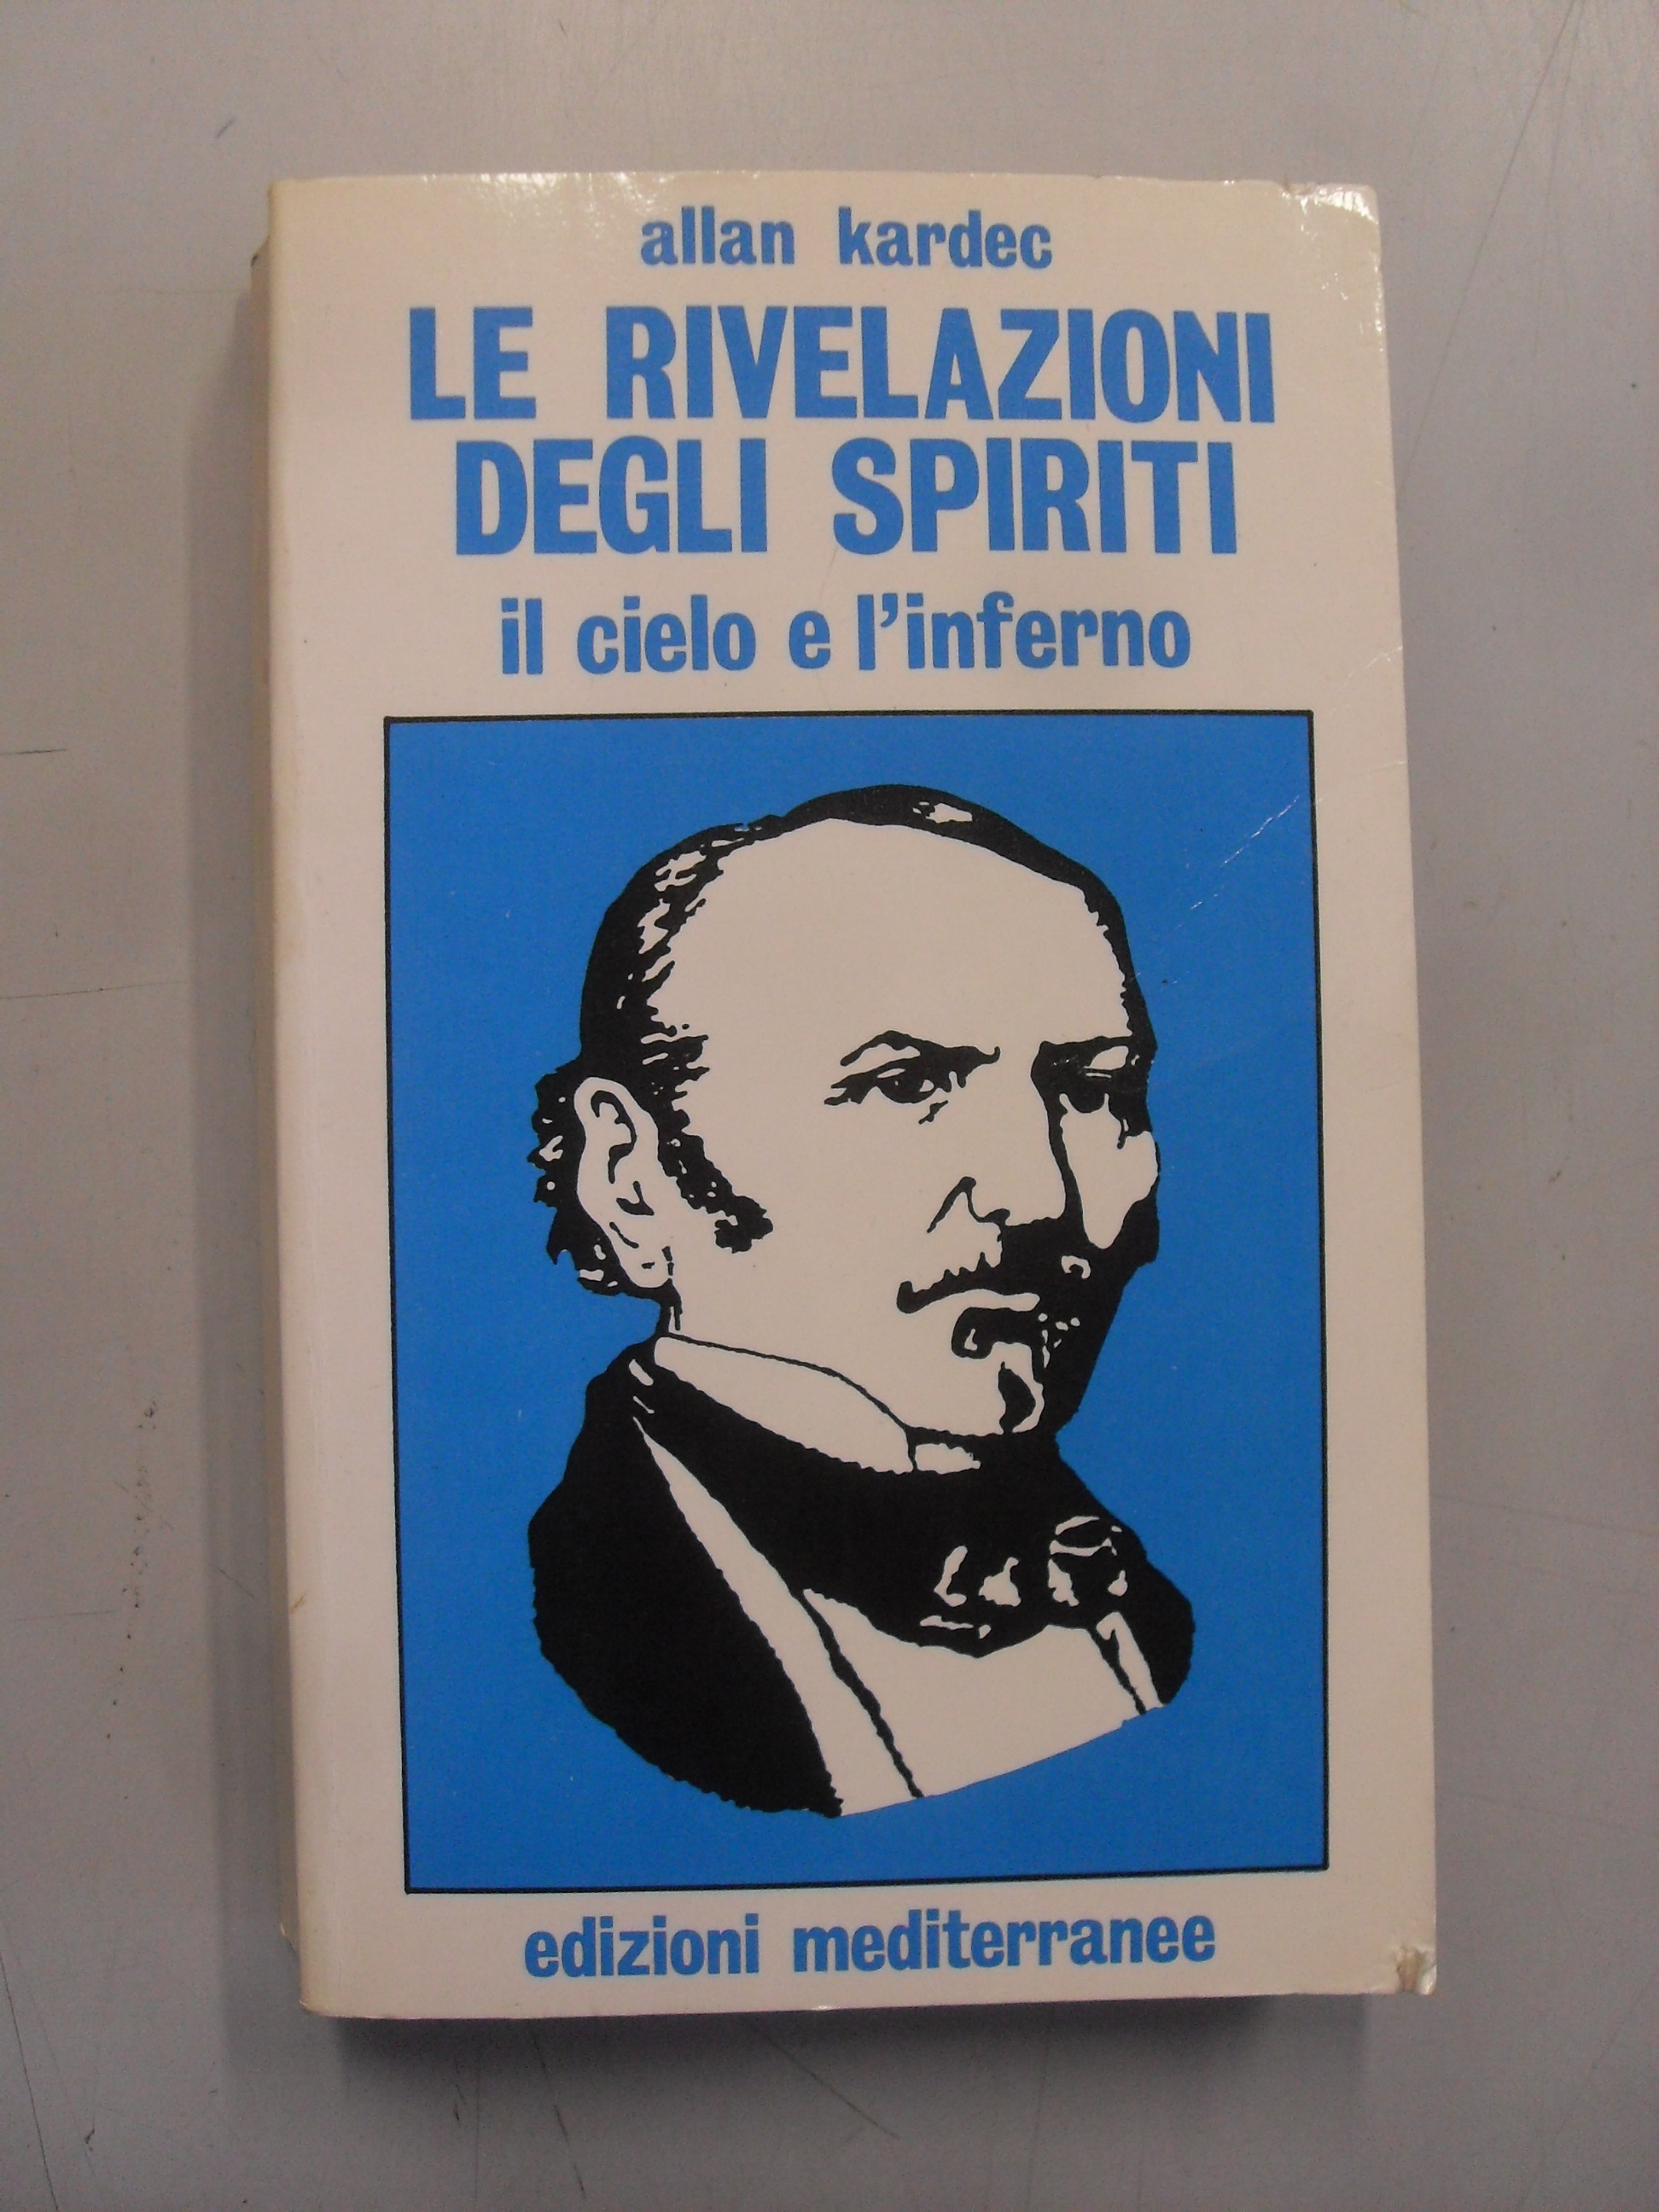 allan kardec
LE RIVELAZIONI
DEGLI SPIRITI
il cielo e l'inferno
edizioni mediterranee